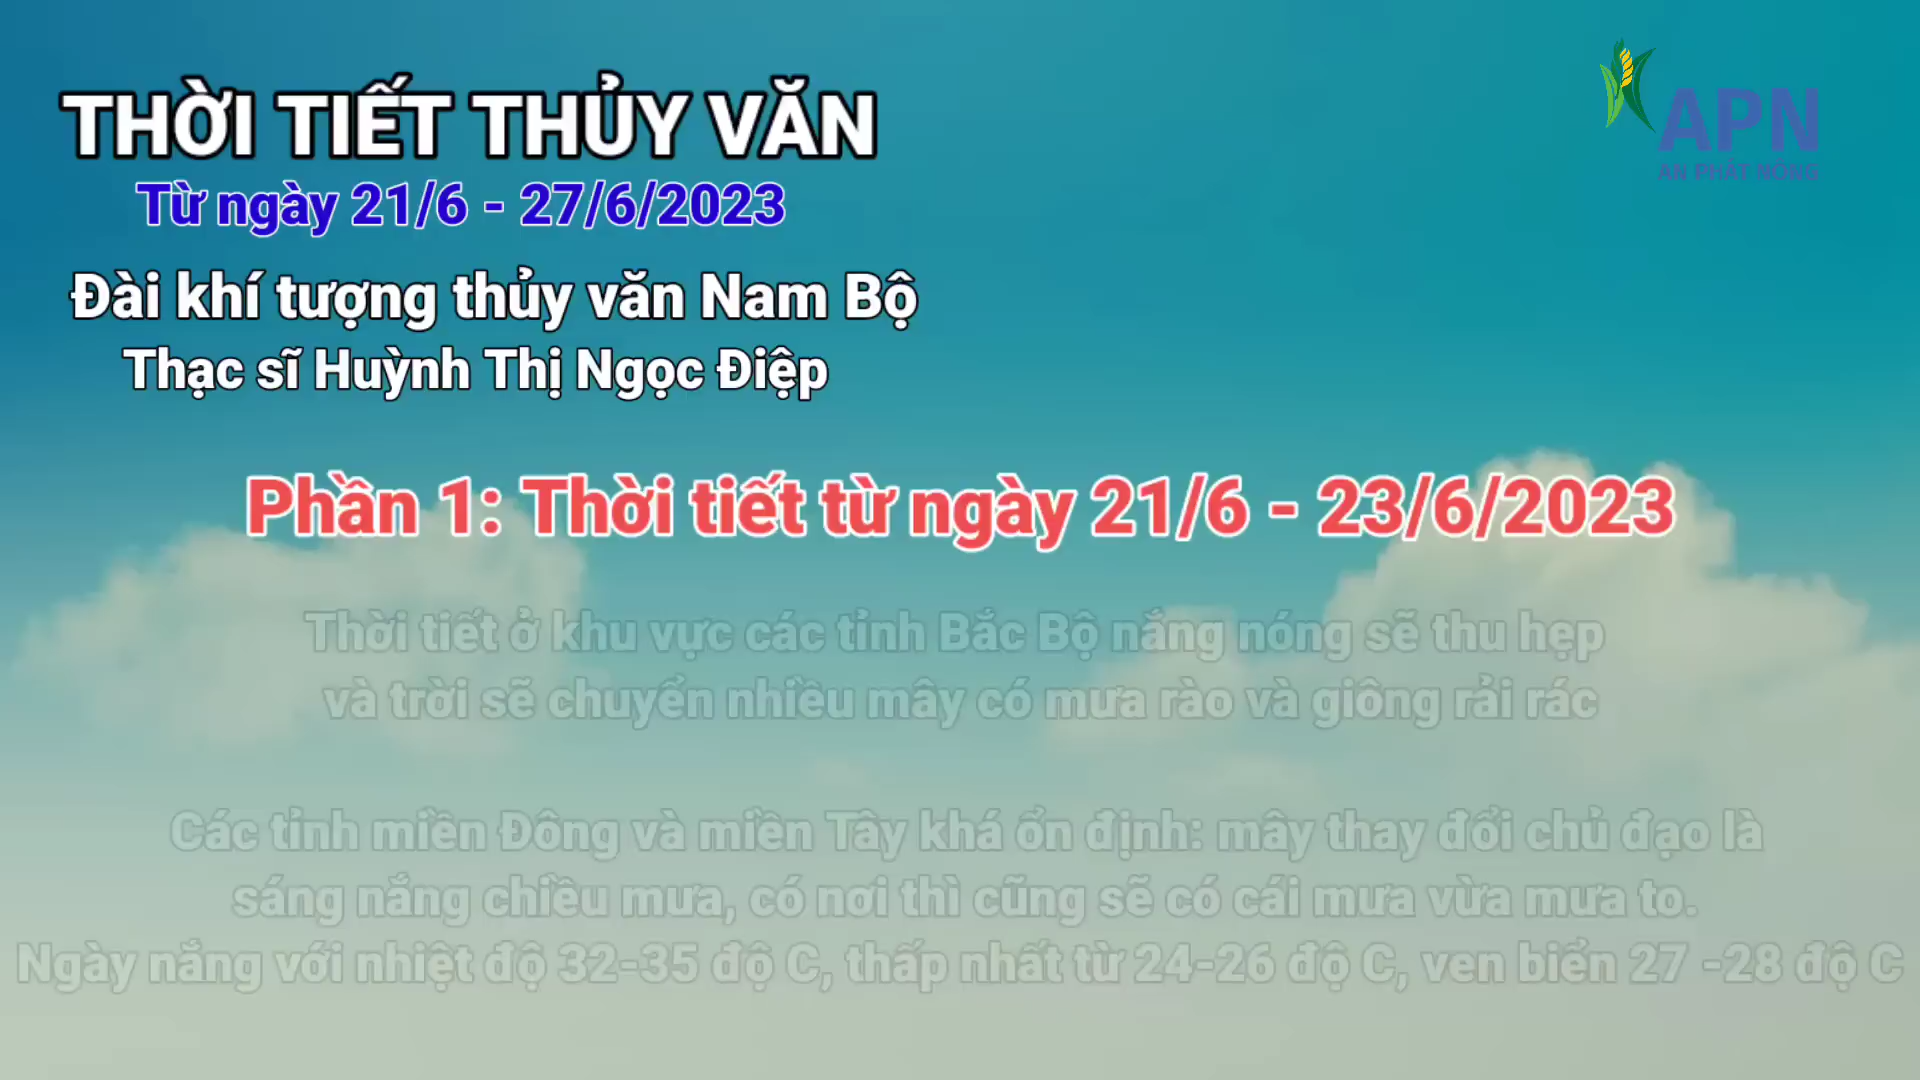 THỜI TIẾT THỦY VĂN
Từ ngày 21/6 - 27/6/2023
Đài khí tượng thủy văn Nam Bộ
Thạc sĩ Huỳnh Thị Ngọc Điệp
APN
AN PHÁT NÔNG
Phần 1: Thời tiết từ ngày 21/6 - 23/6/2023
Thời tiết ở khu vực các tỉnh Bắc Bộ nắng nóng sẽ thu hẹp
và trời sẽ chuyển nhiều mây có mưa rào và giông rải rác
Các tỉnh miền Đông và miền Tây khá ổn định: mây thay đổi chủ đạo là
sáng nắng chiều mưa, có nơi thì cũng sẽ có cái mưa vừa mưa to.
Ngày nắng với nhiệt độ 32-35 độ C, thấp nhất từ 24-26 độ C, ven biển 27 -28 độ C